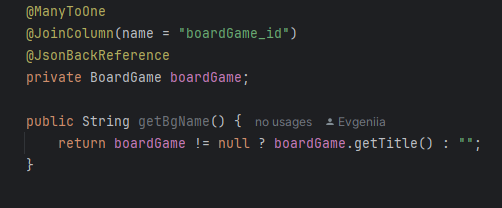 @ManyToOne
@JoinColumn(name = "boardGame_id")
@JsonBackReference
private BoardGame boardGame;
public String getBgName() { no usages Evgeniia
return boardGame != null ? boardGame.getTitle() : "";
}